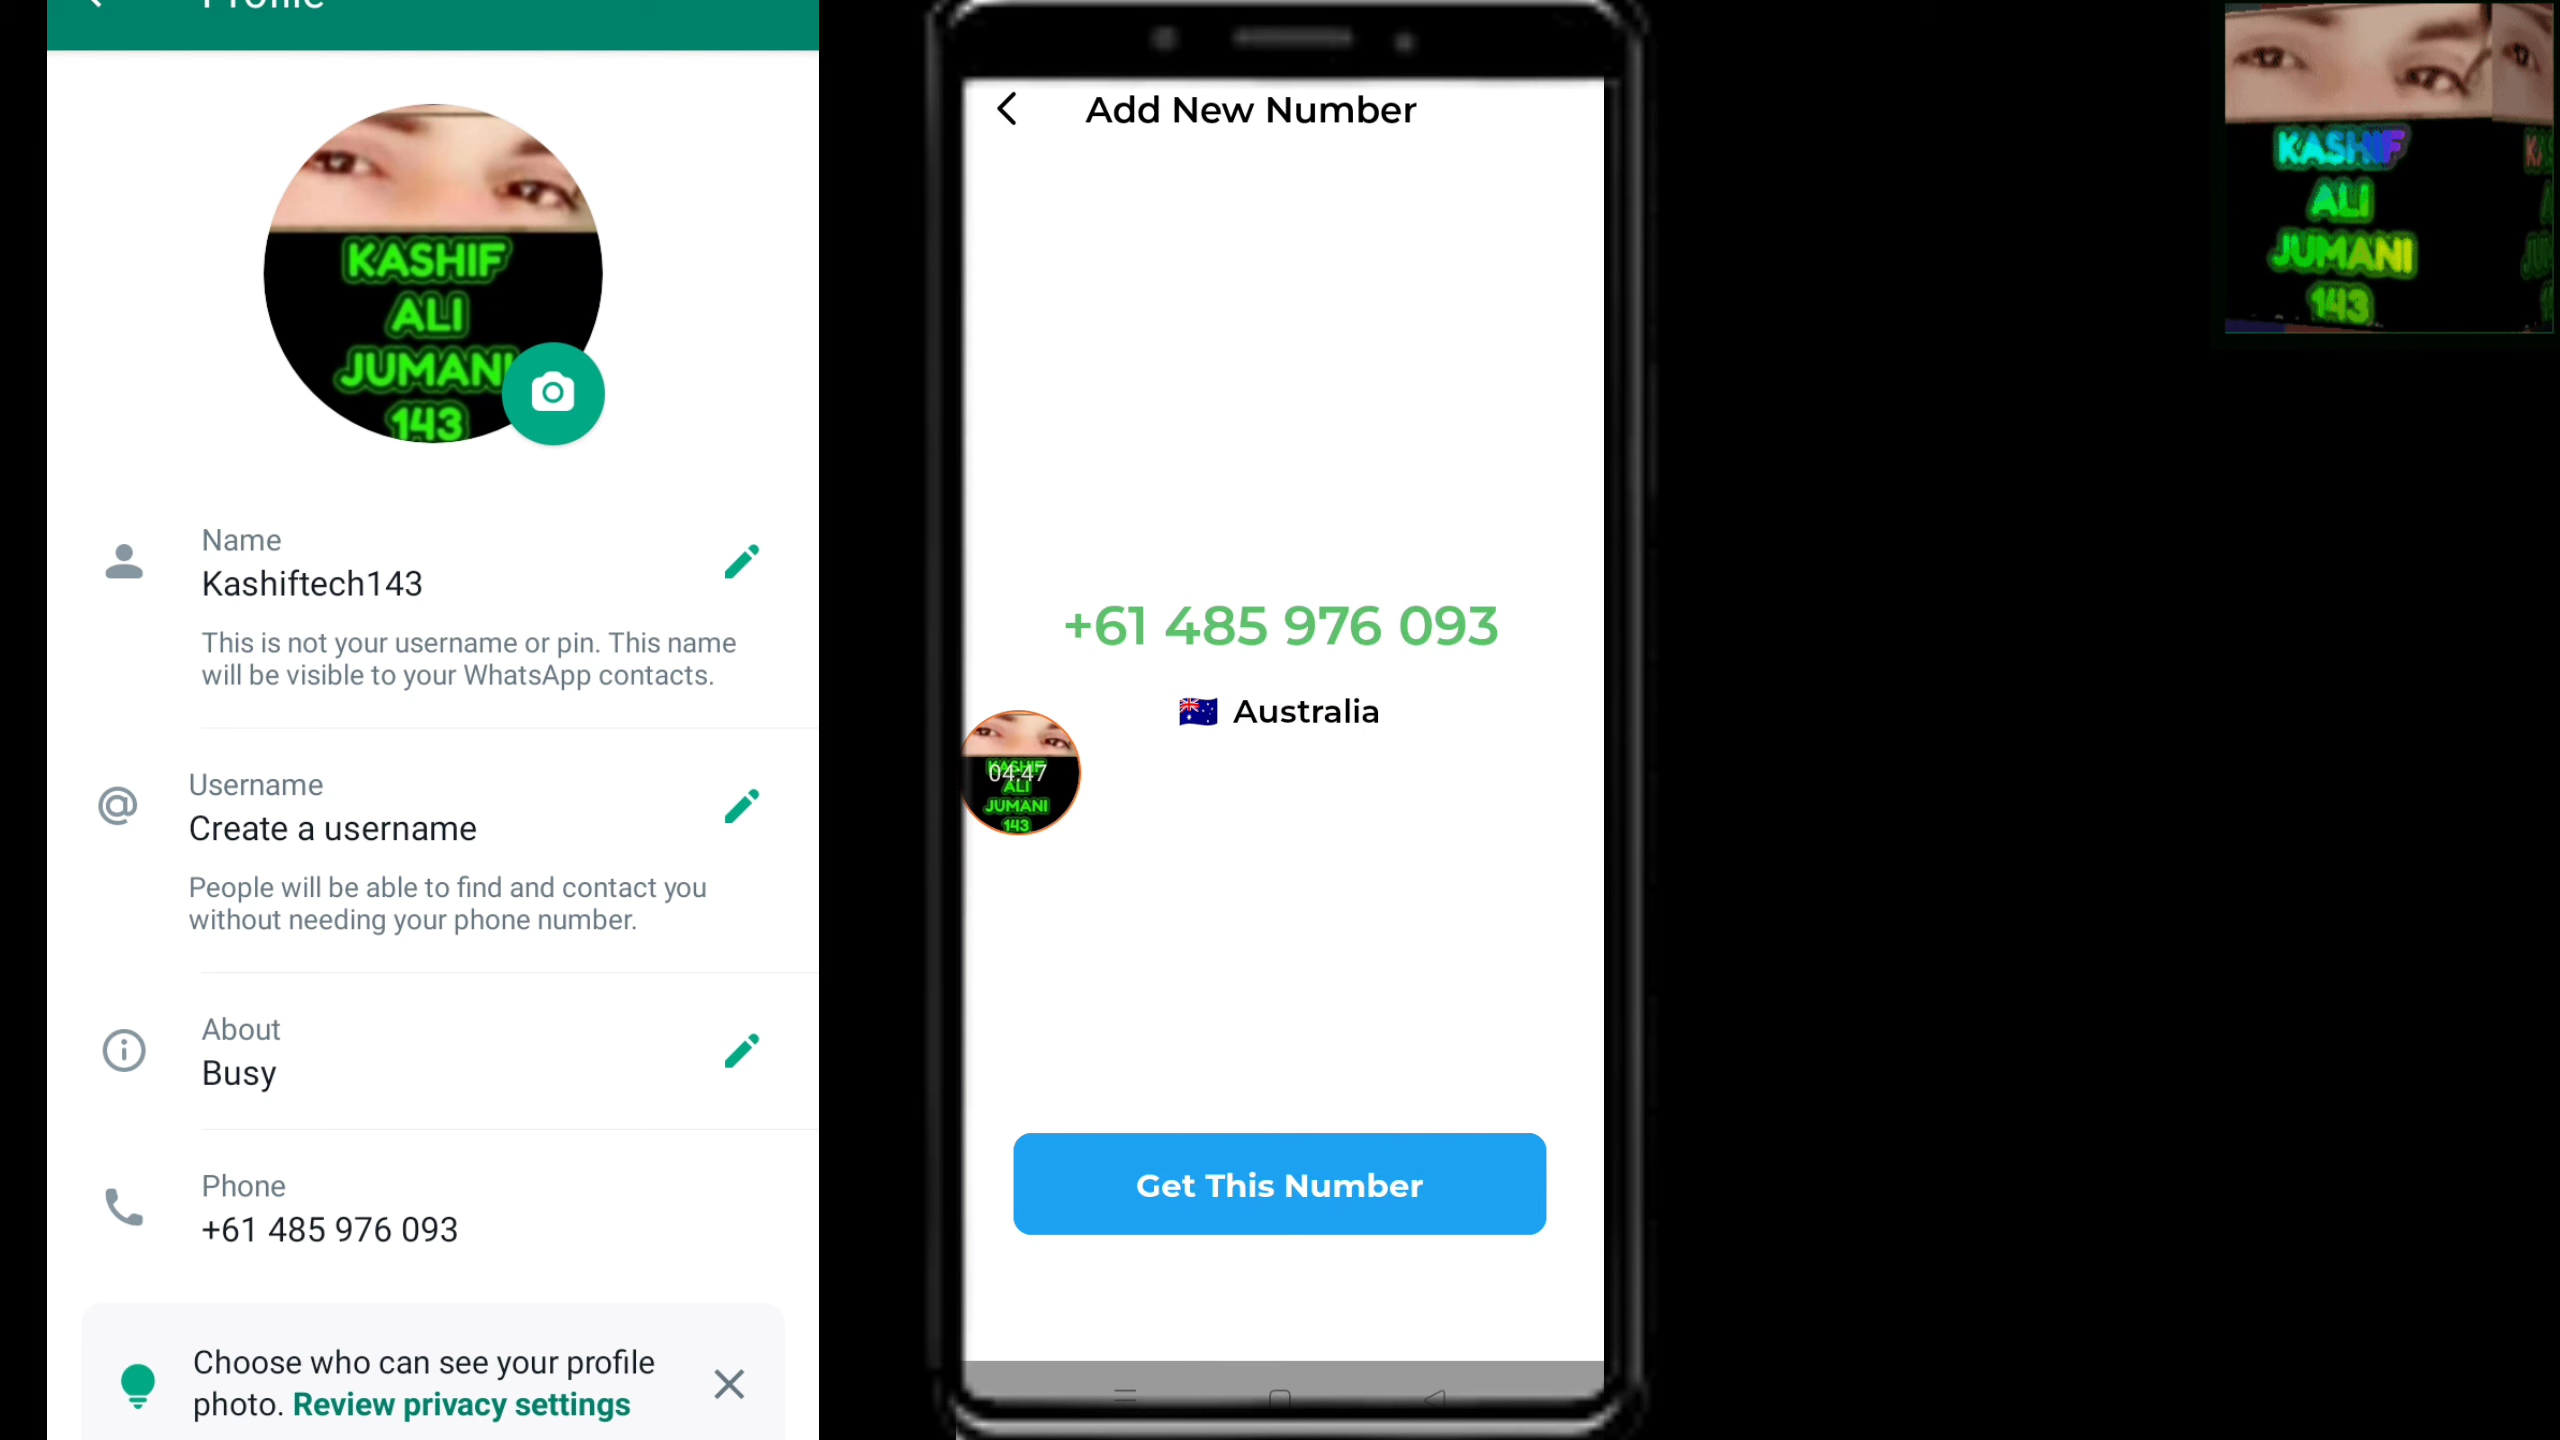 Profile
KASHIF
ALI
JUMANI
143
Name
Kashiftech143
This is not your username or pin. This name
will be visible to your WhatsApp contacts.
Username
Create a username
People will be able to find and contact you
without needing your phone number.
About
Busy
Phone
+61 485 976 093
Choose who can see your profile
photo. Review privacy settings
Add New Number
+61 485 976 093
🇦🇺 Australia
04:47
KASHIF
ALI
JUMANI
143
Get This Number
KASHIF
ALI
JUMANI
143